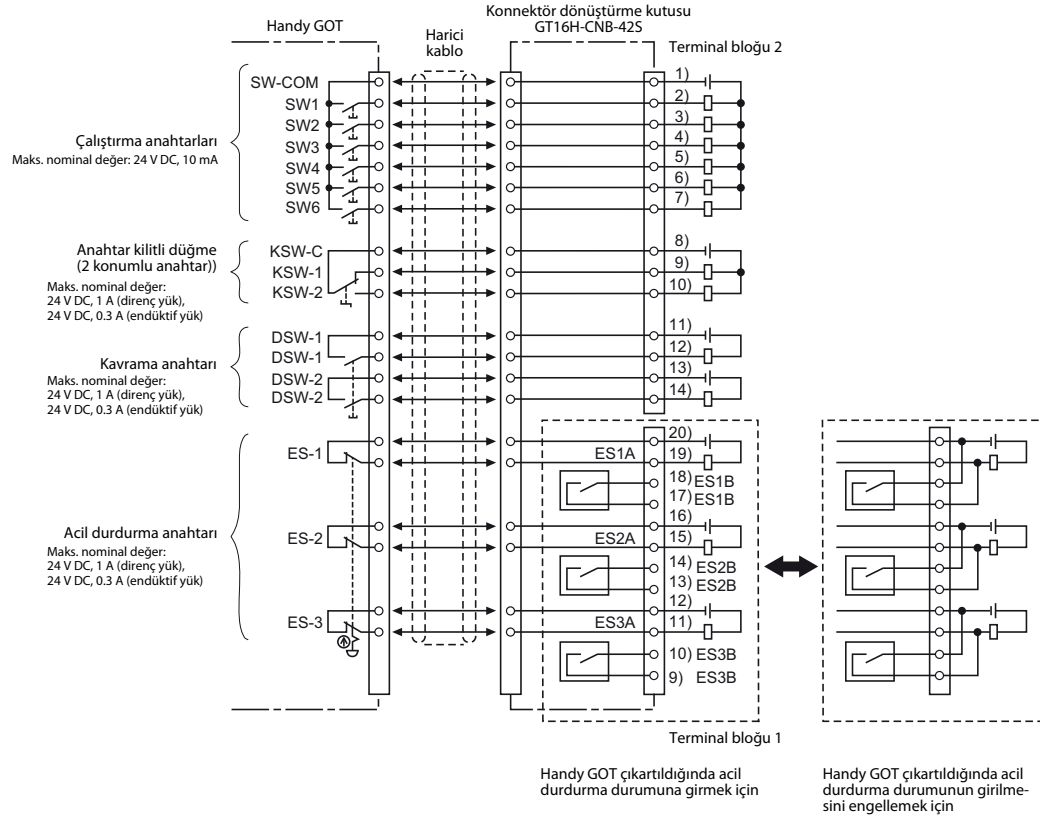 Handy GOT
Harici
kablo
Konnektör dönüştürme kutusu
GT16H-CNB-42S
Terminal bloğu 2
Çalıştırma anahtarları
Maks. nominal değer: 24 V DC, 10 mA
SW-COM
SW1
SW2
SW3
SW4
SW5
SW6
1)
2)
3)
4)
5)
6)
7)
Anahtar kilitli düğme
(2 konumlu anahtar))
Maks. nominal değer:
24 V DC, 1 A (direnç yük),
24 V DC, 0.3 A (endüktif yük)
KSW-C
KSW-1
KSW-2
8)
9)
10)
Kavrama anahtarı
Maks. nominal değer:
24 V DC, 1 A (direnç yük),
24 V DC, 0.3 A (endüktif yük)
DSW-1
DSW-1
DSW-2
DSW-2
11)
12)
13)
14)
Acil durdurma anahtarı
Maks. nominal değer:
24 V DC, 1 A (direnç yük),
24 V DC, 0.3 A (endüktif yük)
ES-1
ES-2
ES-3
20)
ES1A 19)
18) ES1B
17) ES1B
16)
ES2A 15)
14) ES2B
13) ES2B
12)
ES3A 11)
10) ES3B
9) ES3B
Terminal bloğu 1
Handy GOT çıkartıldığında acil
durdurma durumuna girmek için
Handy GOT çıkartıldığında acil
durdurma durumunun girilme-
sini engellemek için